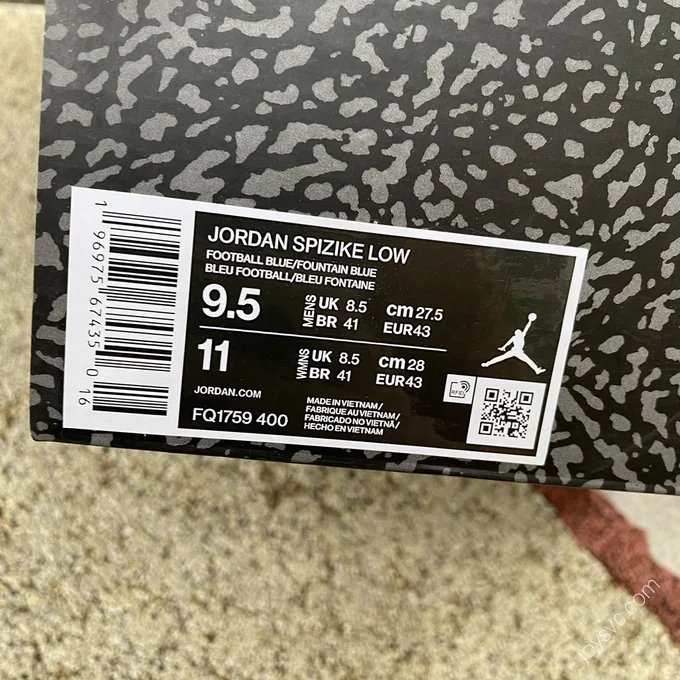 JORDAN SPIZIKE LOW
FOOTBALL BLUE/FOUNTAIN BLUE
BLEU FOOTBALL/BLEU FONTAINE
9.5 MENS UK 8.5 cm 27.5
BR 41 EUR43
11 WMNS UK 8.5 cm 28
BR 41 EUR43
JORDAN.COM
FQ1759 400
MADE IN VIETNAM/
FABRIQUE AU VIETNAM/
FABRICADO NO VIETNÃ/
HECHO EN VIETNAM
RFID
1 96975 67435 0 16